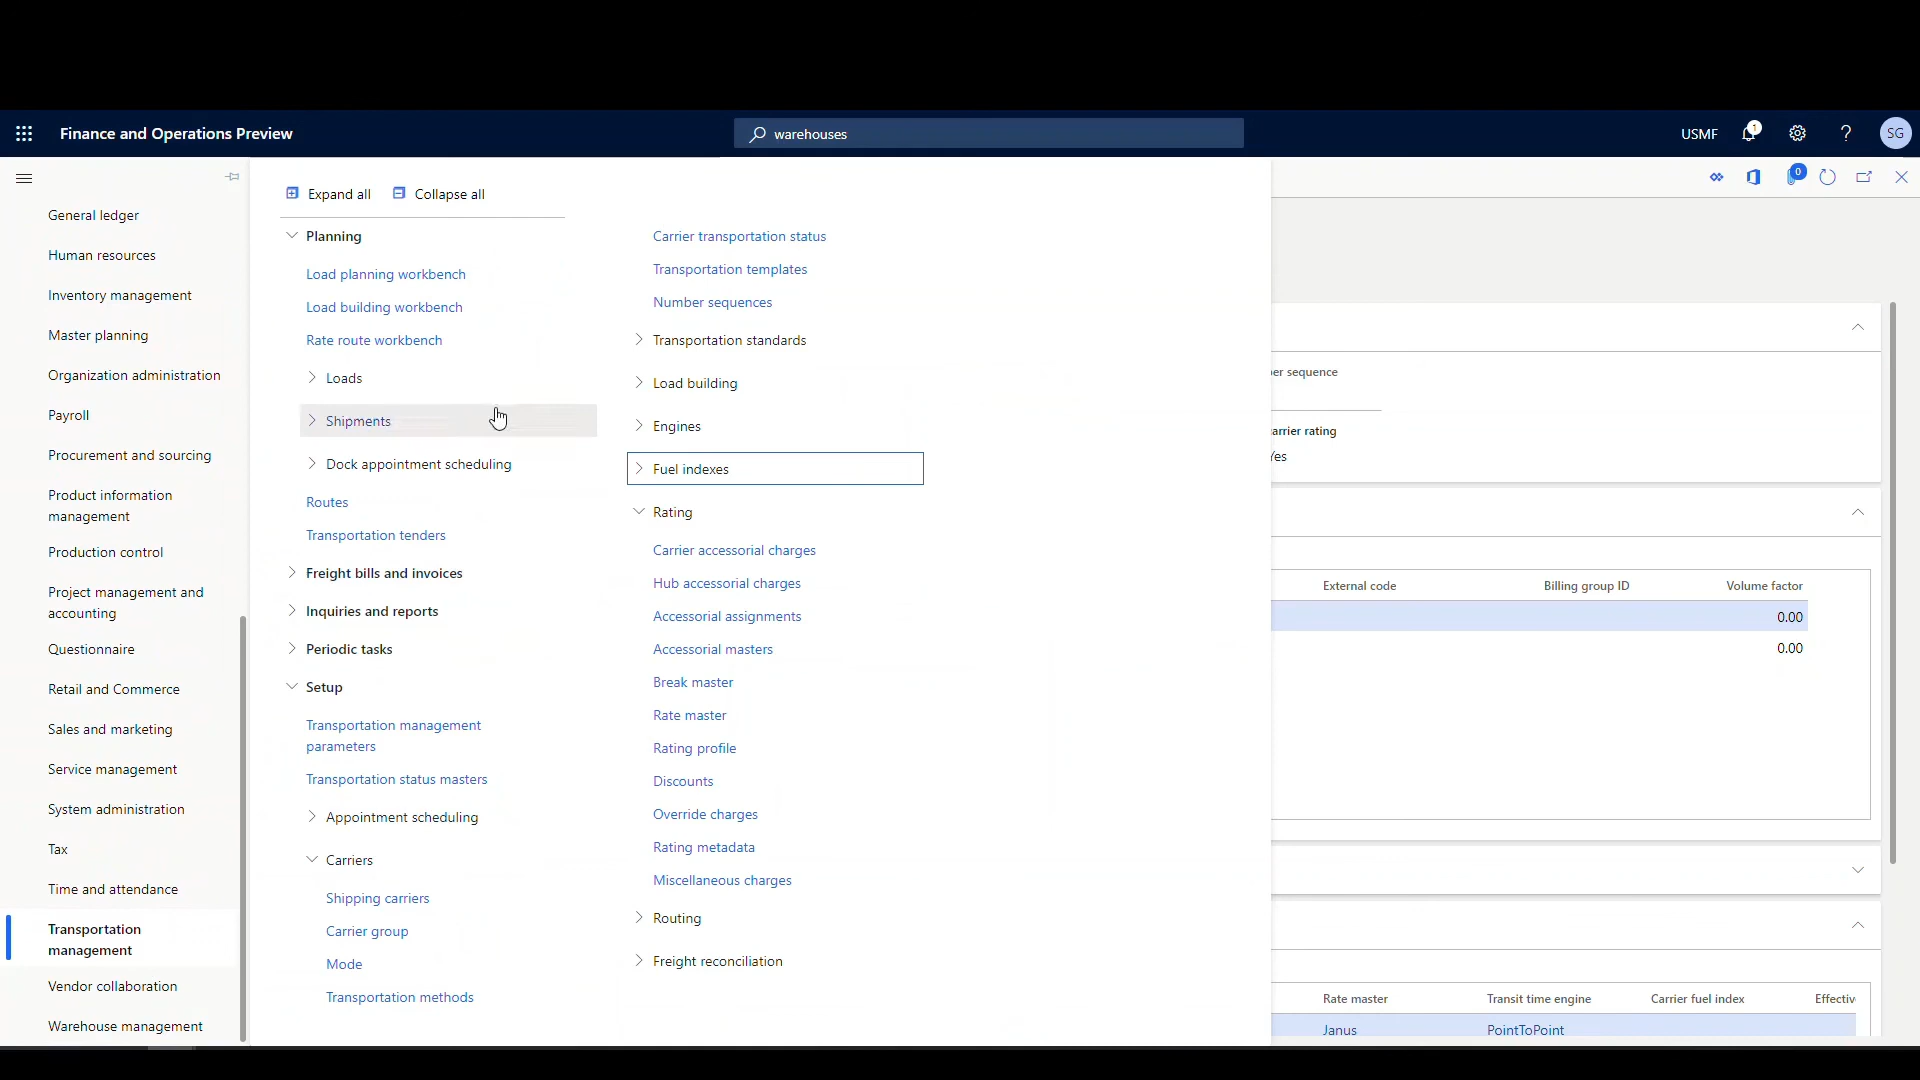 Finance and Operations Preview
warehouses
USMF
1
SG
0
General ledger
Human resources
Inventory management
Master planning
Organization administration
Payroll
Procurement and sourcing
Product information
management
Production control
Project management and
accounting
Questionnaire
Retail and Commerce
Sales and marketing
Service management
System administration
Tax
Time and attendance
Transportation
management
Vendor collaboration
Warehouse management
Expand all
Collapse all
Planning
Load planning workbench
Load building workbench
Rate route workbench
Loads
Shipments
Dock appointment scheduling
Routes
Transportation tenders
Freight bills and invoices
Inquiries and reports
Periodic tasks
Setup
Transportation management
parameters
Transportation status masters
Appointment scheduling
Carriers
Shipping carriers
Carrier group
Mode
Transportation methods
Carrier transportation status
Transportation templates
Number sequences
Transportation standards
Load building
Engines
Fuel indexes
Rating
Carrier accessorial charges
Hub accessorial charges
Accessorial assignments
Accessorial masters
Break master
Rate master
Rating profile
Discounts
Override charges
Rating metadata
Miscellaneous charges
Routing
Freight reconciliation
er sequence
arrier rating
Yes
External code Billing group ID Volume factor
0.00
0.00
Rate master Transit time engine Carrier fuel index Effectiv
Janus PointToPoint